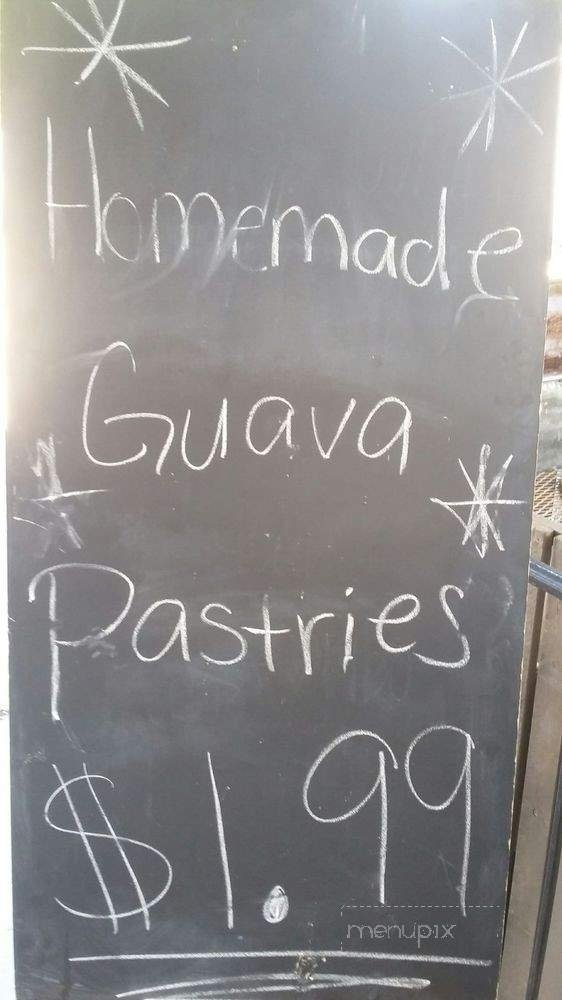 Homemade
Guava
Pastries
$1.99
menupix